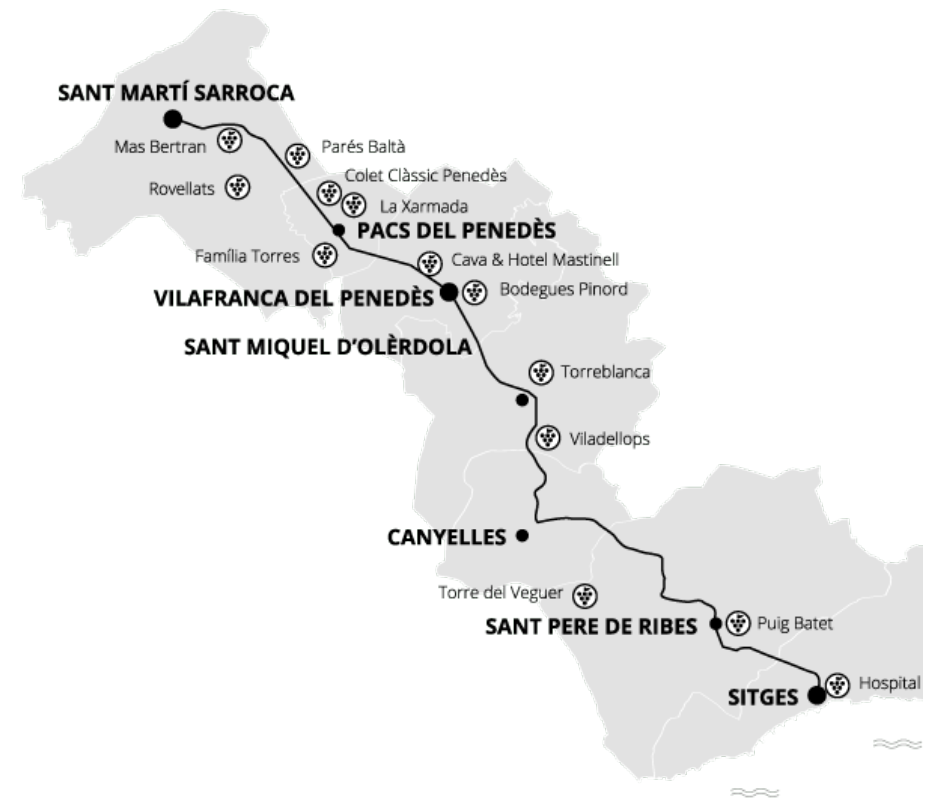 SANT MARTÍ SARROCA
Mas Bertran
Parés Baltà
Colet Clàssic Penedès
Rovellats
La Xarmada
PACS DEL PENEDÈS
Família Torres
Cava & Hotel Mastinell
Bodegues Pinord
VILAFRANCA DEL PENEDÈS
SANT MIQUEL D'OLÈRDOLA
Torreblanca
Viladellops
CANYELLES
Torre del Veguer
SANT PERE DE RIBES
Puig Batet
Hospital
SITGES